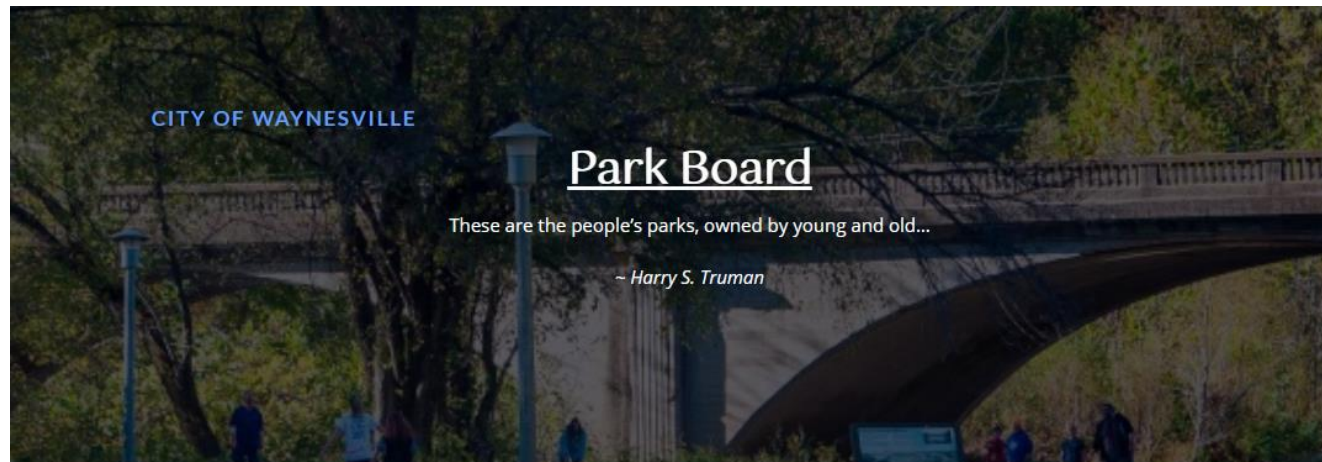 CITY OF WAYNESVILLE
Park Board
These are the people’s parks, owned by young and old...
~ Harry S. Truman